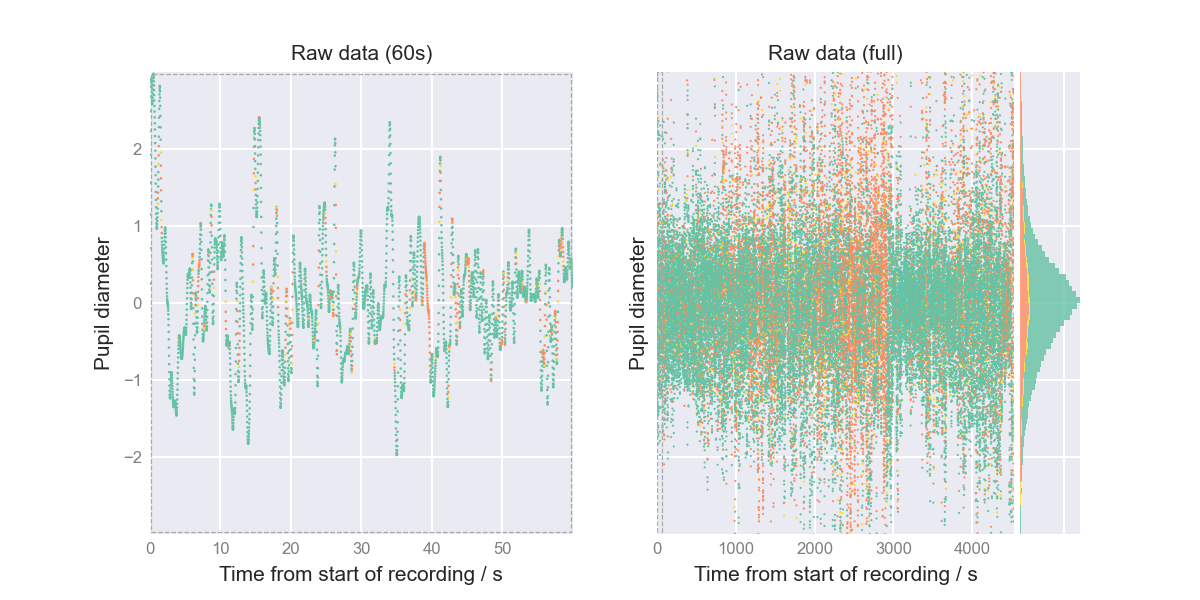 Raw data (60s)
Pupil diameter
2
1
0
−1
−2
0 10 20 30 40 50
Time from start of recording / s
Raw data (full)
Pupil diameter
0 1000 2000 3000 4000
Time from start of recording / s